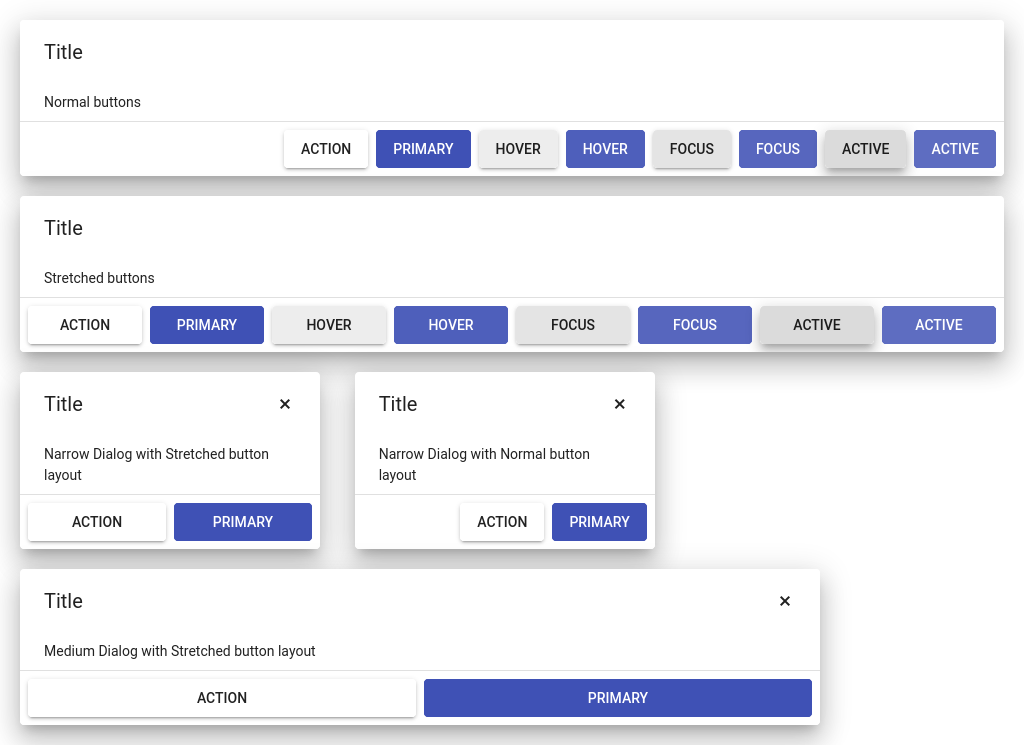 Title
Normal buttons
ACTION PRIMARY HOVER HOVER FOCUS FOCUS ACTIVE ACTIVE
Title
Stretched buttons
ACTION PRIMARY HOVER HOVER FOCUS FOCUS ACTIVE ACTIVE
Title
Narrow Dialog with Stretched button
layout
ACTION PRIMARY
Title
Narrow Dialog with Normal button
layout
ACTION PRIMARY
Title
Medium Dialog with Stretched button layout
ACTION PRIMARY